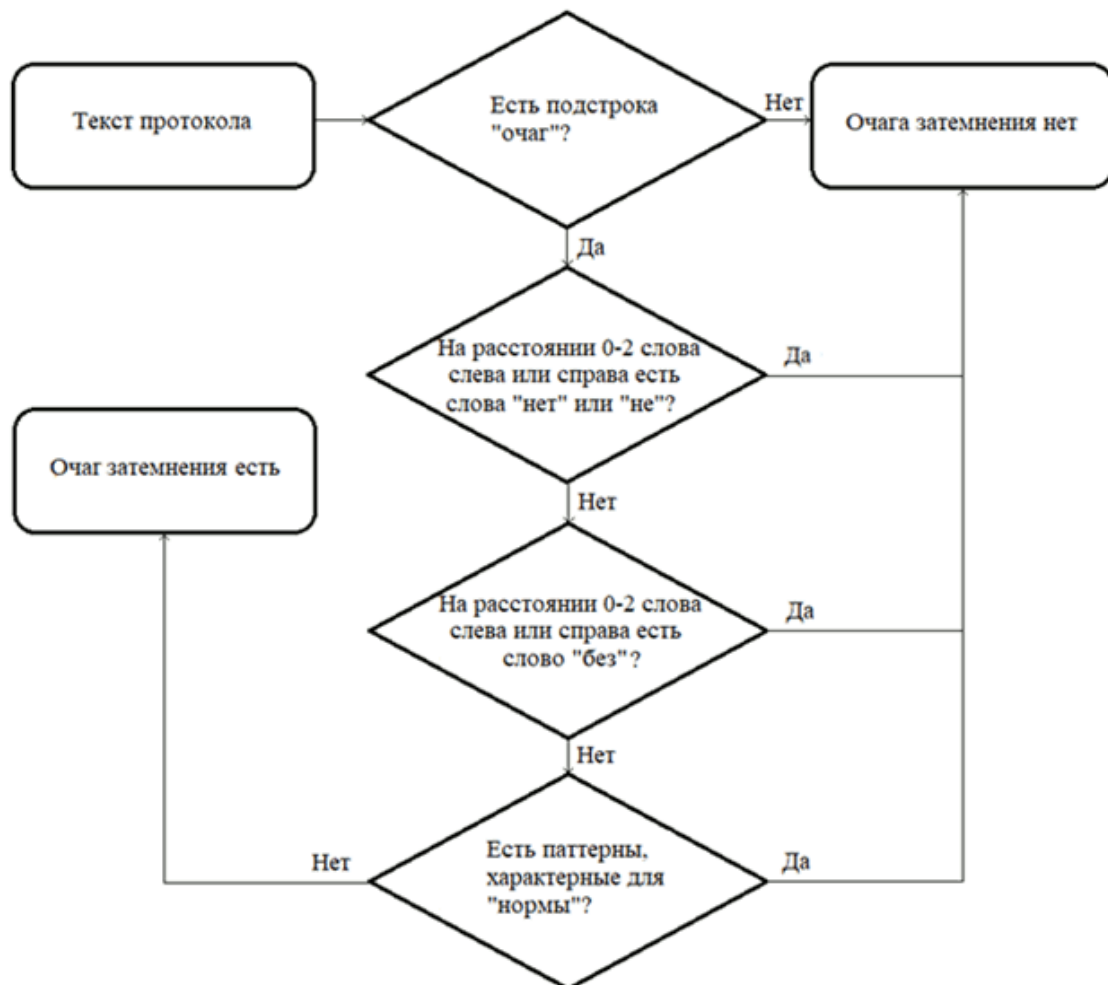 Текст протокола
Есть подстрока
"очаг"?
Нет
Очага затемнения нет
Да
На расстоянии 0-2 слова
слева или справа есть
слова "нет" или "не"?
Да
Очаг затемнения есть
Нет
На расстоянии 0-2 слова
слева или справа есть
слово "без"?
Да
Нет
Есть паттерны,
характерные для
"нормы"?
Нет
Да